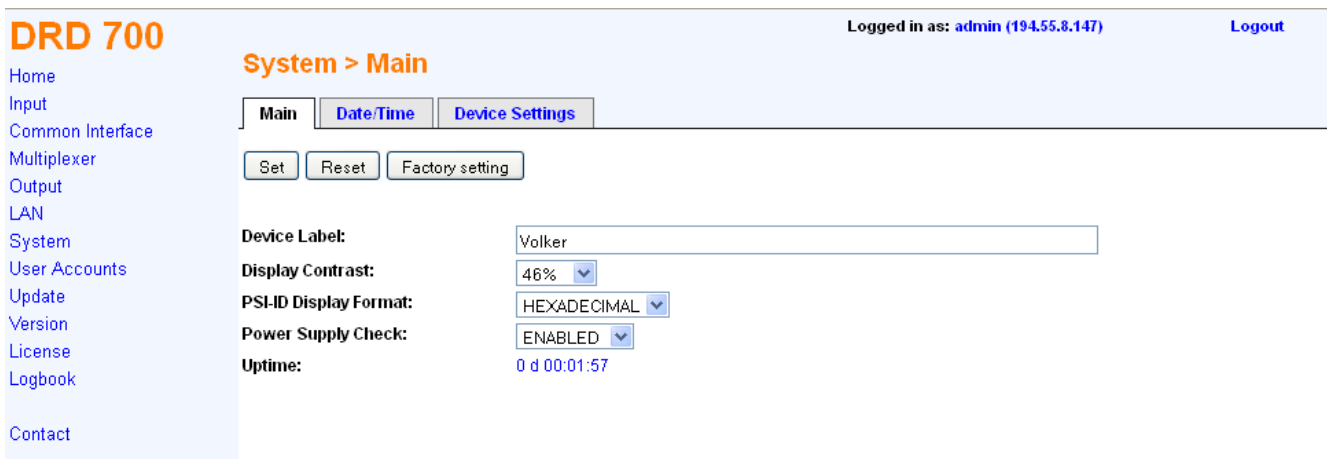 DRD 700
Logged in as: admin (194.55.8.147) Logout
System > Main
Home
Input
Common Interface
Multiplexer
Output
LAN
System
User Accounts
Update
Version
License
Logbook
Contact
Main Date/Time Device Settings
Set Reset Factory setting
Device Label: Volker
Display Contrast: 46%
PSI-ID Display Format: HEXADECIMAL
Power Supply Check: ENABLED
Uptime: 0 d 00:01:57